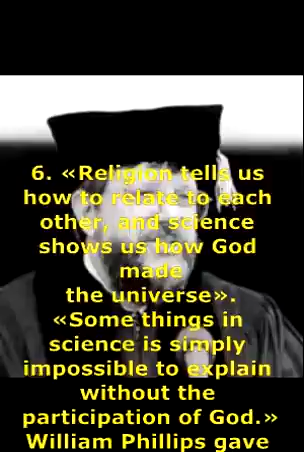 6. «Religion tells us
how to relate to each
other, and science
shows us how God
made
the universe».
«Some things in
science is simply
impossible to explain
without the
participation of God.»
William Phillips gave